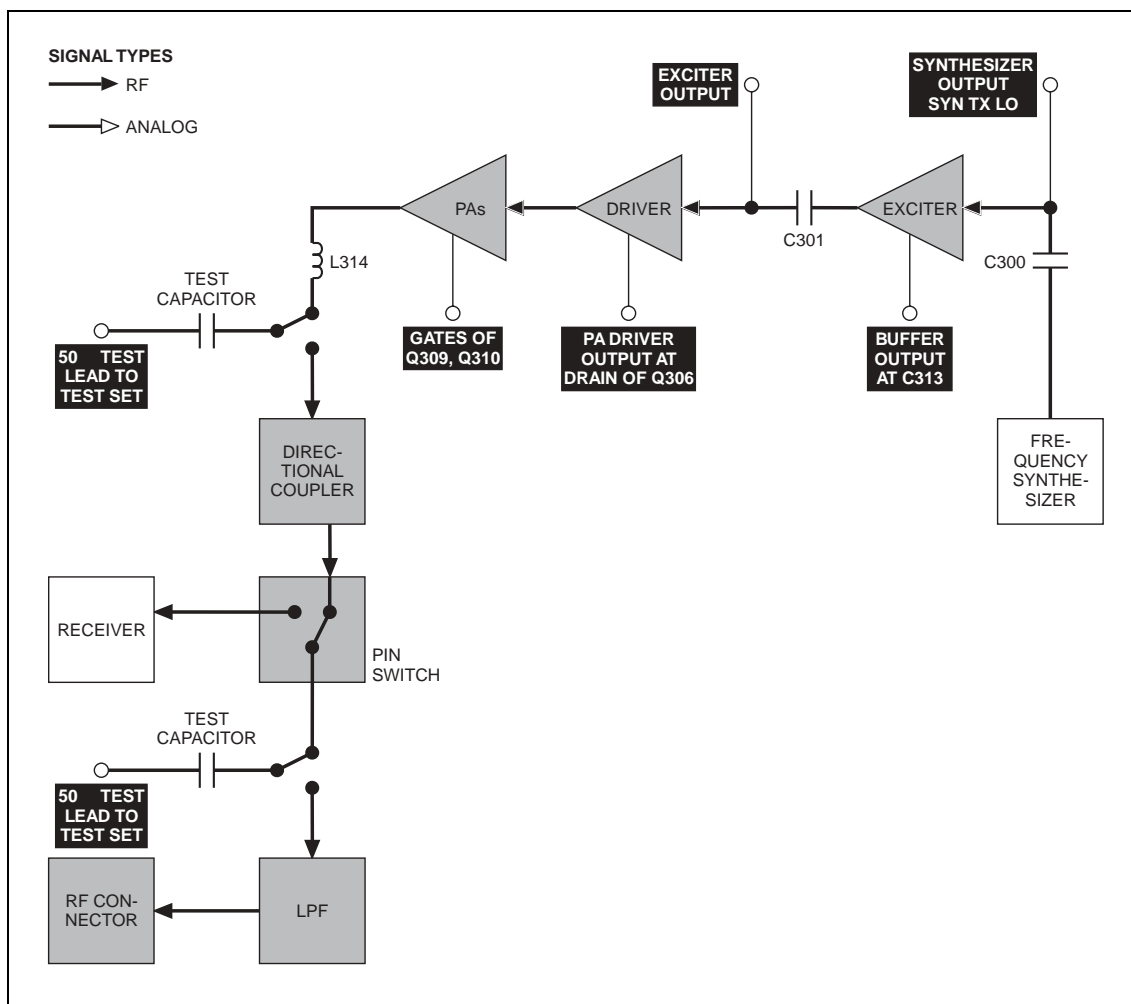 SIGNAL TYPES
RF
ANALOG
EXCITER
OUTPUT
SYNTHESIZER
OUTPUT
SYN TX LO
PAs
DRIVER
EXCITER
C301
C300
L314
TEST
CAPACITOR
50 TEST
LEAD TO
TEST SET
GATES OF
Q309, Q310
PA DRIVER
OUTPUT AT
DRAIN OF Q306
BUFFER
OUTPUT
AT C313
DIREC-
TIONAL
COUPLER
FRE-
QUENCY
SYNTHE-
SIZER
RECEIVER
PIN
SWITCH
TEST
CAPACITOR
50 TEST
LEAD TO
TEST SET
RF CON-
NECTOR
LPF